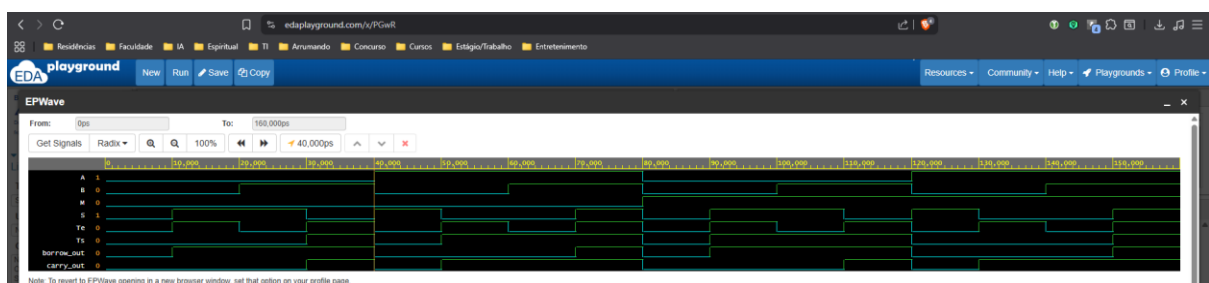 edaplayground.com/x/PGwR
Residências Faculdade IA Espiritual TI Arrumando Concurso Cursos Estágio/Trabalho Entretenimento
EDA playground New Run Save Copy Resources Community Help Playgrounds Profile
EPWave
From: 0ps To: 160,000ps
Get Signals Radix 100% 40,000ps
0 10,000 20,000 30,000 40,000 50,000 60,000 70,000 80,000 90,000 100,000 110,000 120,000 130,000 140,000 150,000
A 1
B 0
M 0
S 1
Te 0
Ts 0
borrow_out 0
carry_out 0
Note: To revert to EPWave opening in a new browser window, set that option on your profile page.